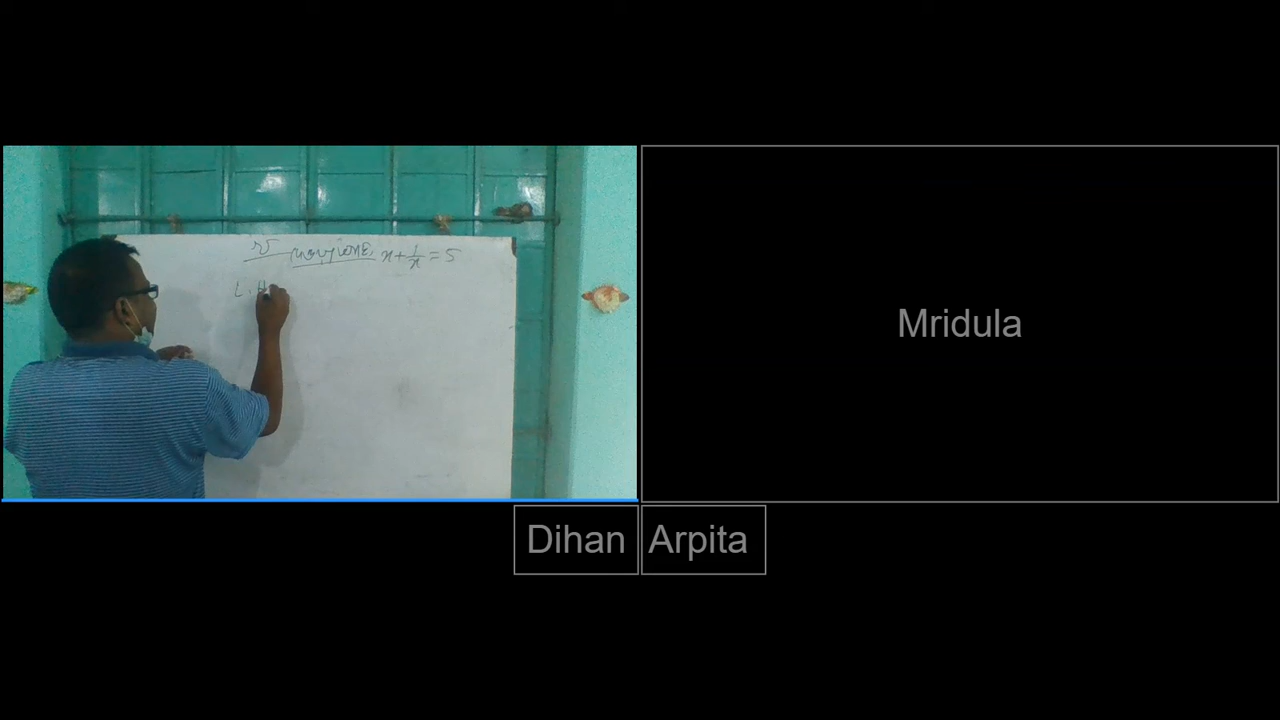 x + 1/x = 5
L.H
Mridula
Dihan
Arpita